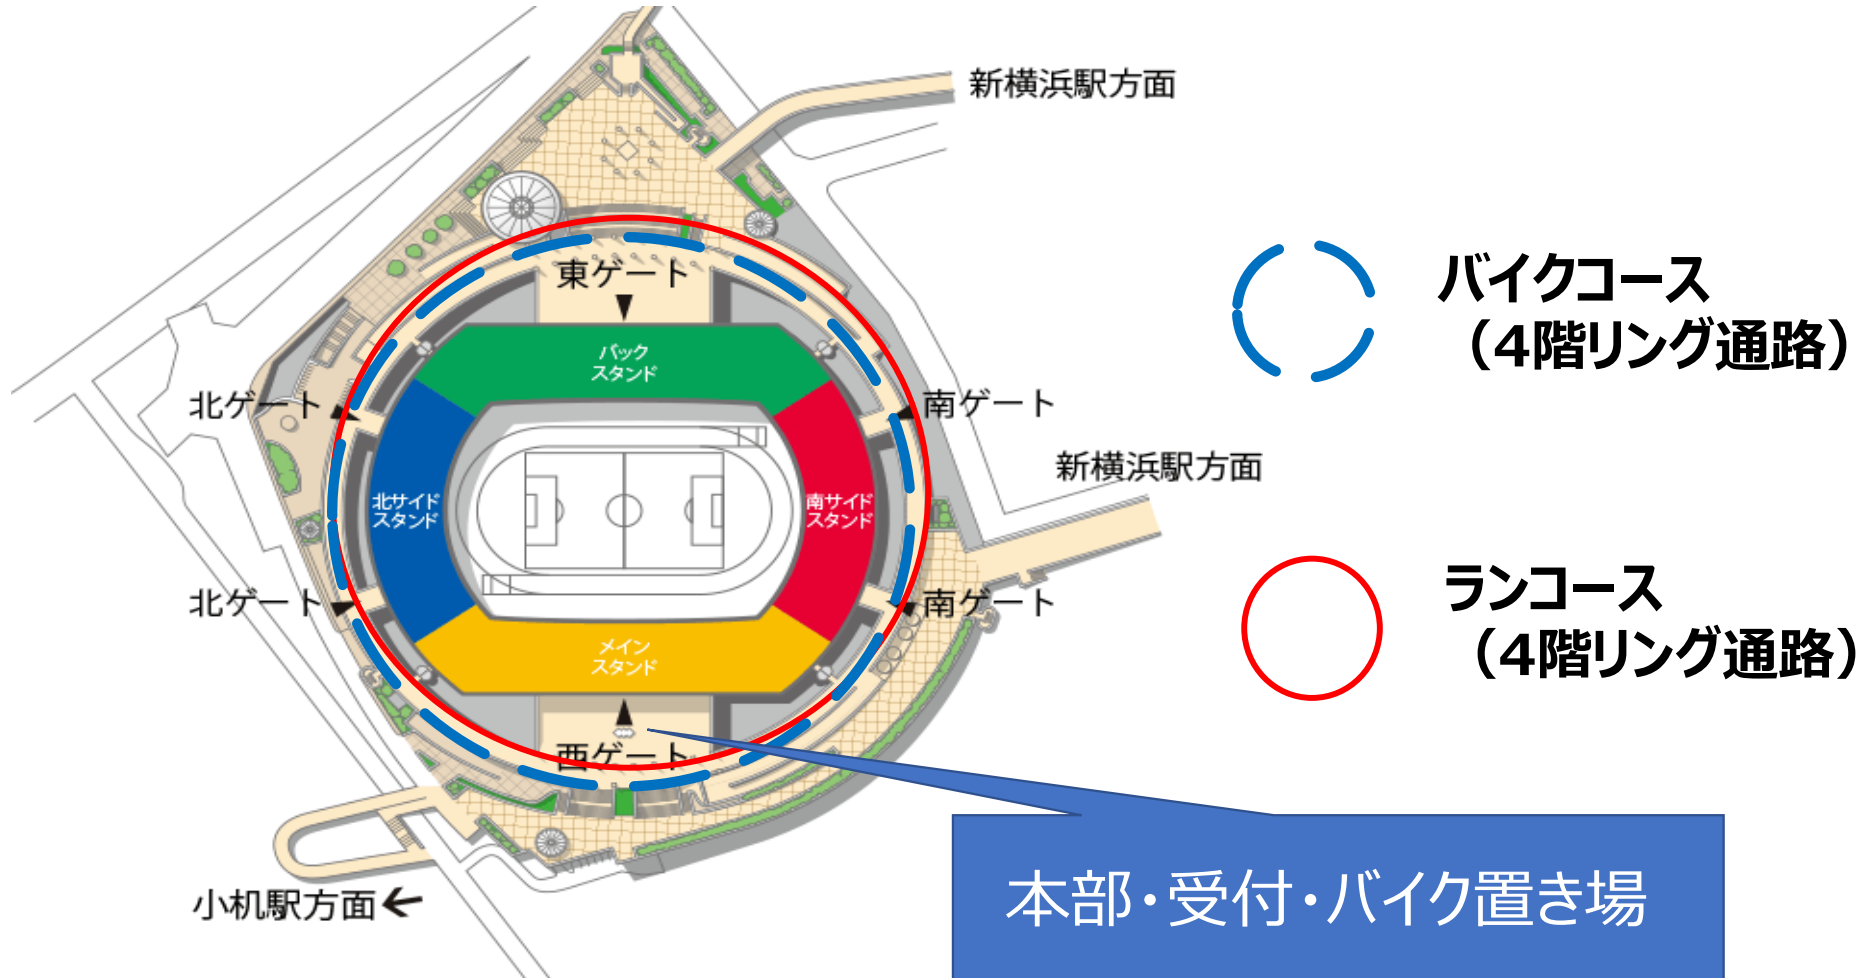 新横浜駅方面
東ゲート
バック
スタンド
北ゲート
南ゲート
新横浜駅方面
北サイド
スタンド
南サイド
スタンド
北ゲート
南ゲート
メイン
スタンド
西ゲート
小机駅方面
バイクコース
（4階リング通路）
ランコース
（4階リング通路）
本部・受付・バイク置き場